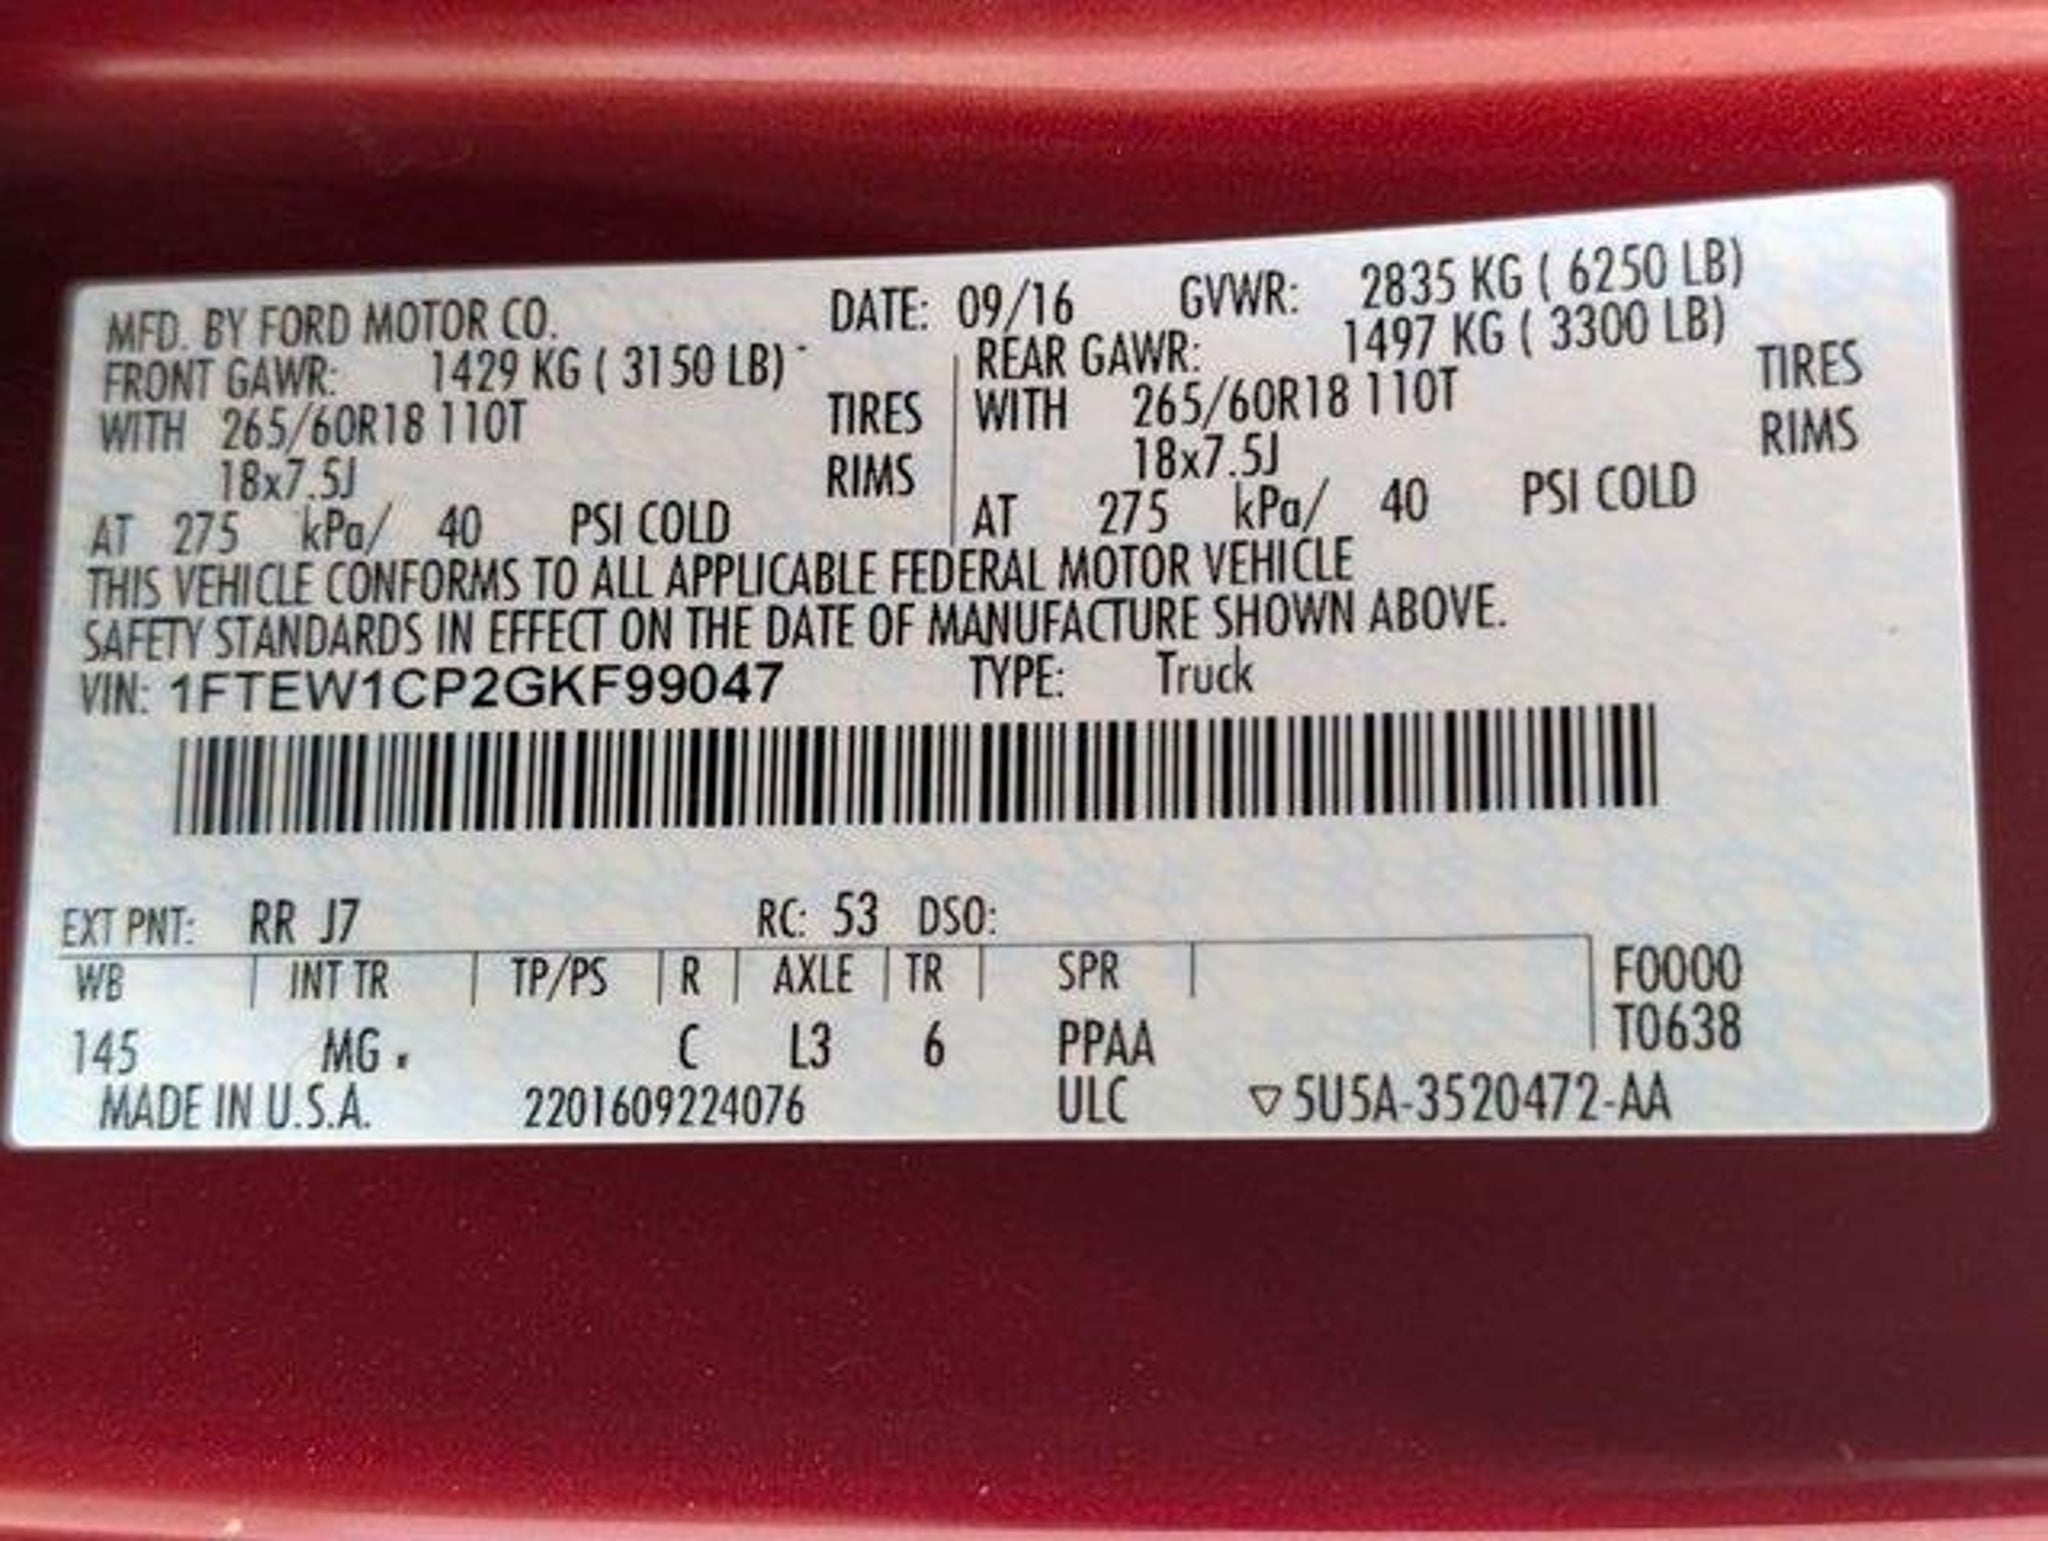 MFD. BY FORD MOTOR CO. DATE: 09/16 GVWR: 2835 KG ( 6250 LB)
FRONT GAWR: 1429 KG ( 3150 LB) REAR GAWR: 1497 KG ( 3300 LB)
WITH 265/60R18 110T TIRES WITH 265/60R18 110T TIRES
18x7.5J RIMS 18x7.5J RIMS
AT 275 kPa/ 40 PSI COLD AT 275 kPa/ 40 PSI COLD
THIS VEHICLE CONFORMS TO ALL APPLICABLE FEDERAL MOTOR VEHICLE
SAFETY STANDARDS IN EFFECT ON THE DATE OF MANUFACTURE SHOWN ABOVE.
VIN: 1FTEW1CP2GKF99047 TYPE: Truck
EXT PNT: RR J7 RC: 53 DSO:
WB INT TR TP/PS R AXLE TR SPR F0000
145 MG. C L3 6 PPAA T0638
MADE IN U.S.A. 2201609224076 ULC ▽5U5A-3520472-AA